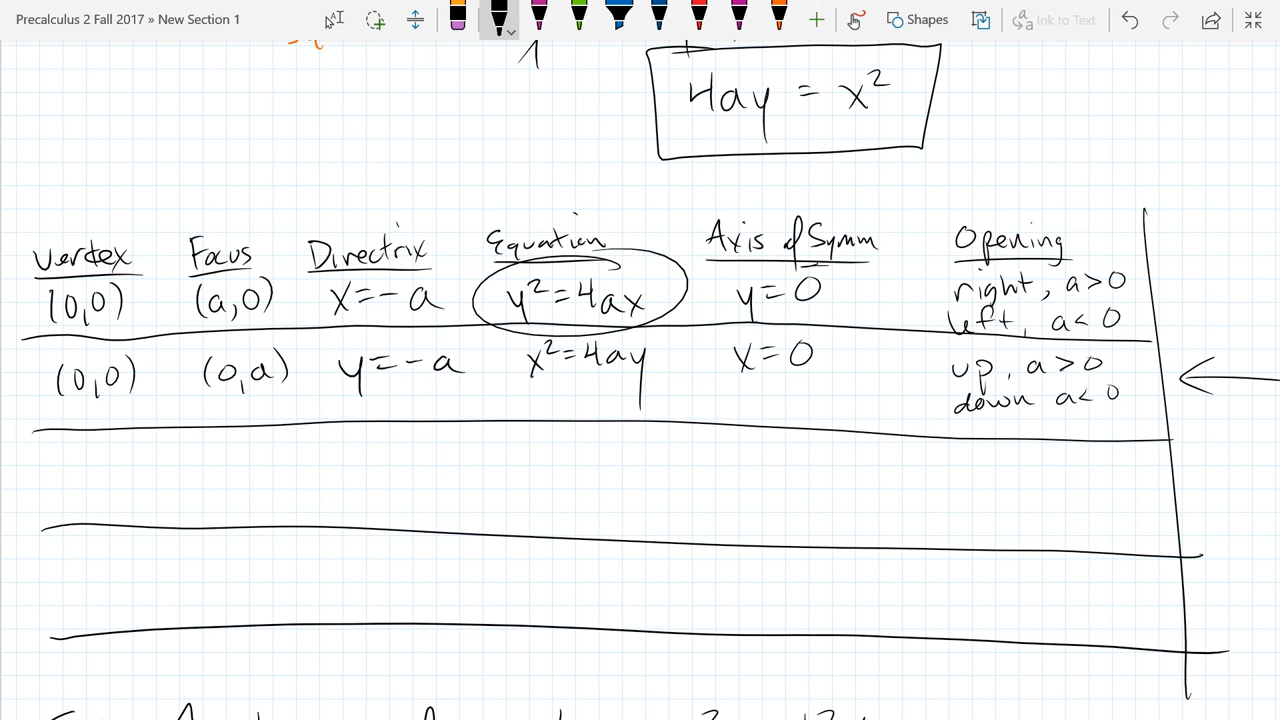 Precalculus 2 Fall 2017 » New Section 1
Shapes
Ink to Text
4ay = x²
Vertex Focus Directrix Equation Axis of Symm Opening
(0,0) (a,0) x=-a y²=4ax y=0 right, a>0
left, a<0
(0,0) (0,a) y=-a x²=4ay x=0 up, a>0
down a<0